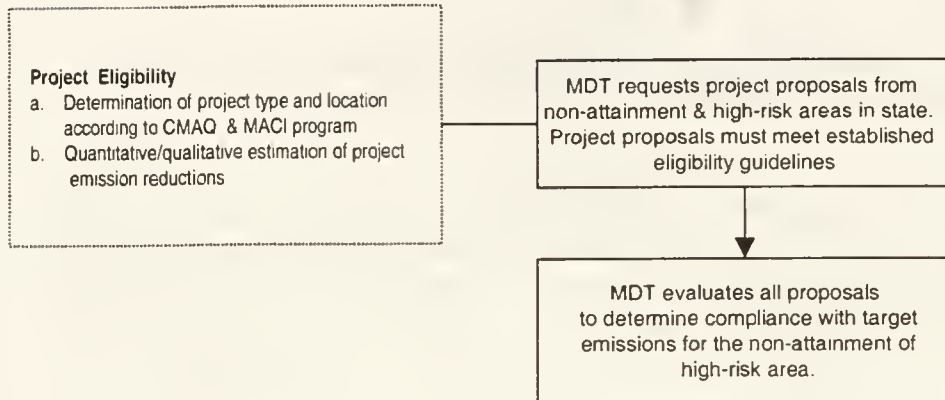 Project Eligibility
a. Determination of project type and location
according to CMAQ & MACI program
b. Quantitative/qualitative estimation of project
emission reductions
MDT requests project proposals from
non-attainment & high-risk areas in state.
Project proposals must meet established
eligibility guidelines
MDT evaluates all proposals
to determine compliance with target
emissions for the non-attainment of
high-risk area.